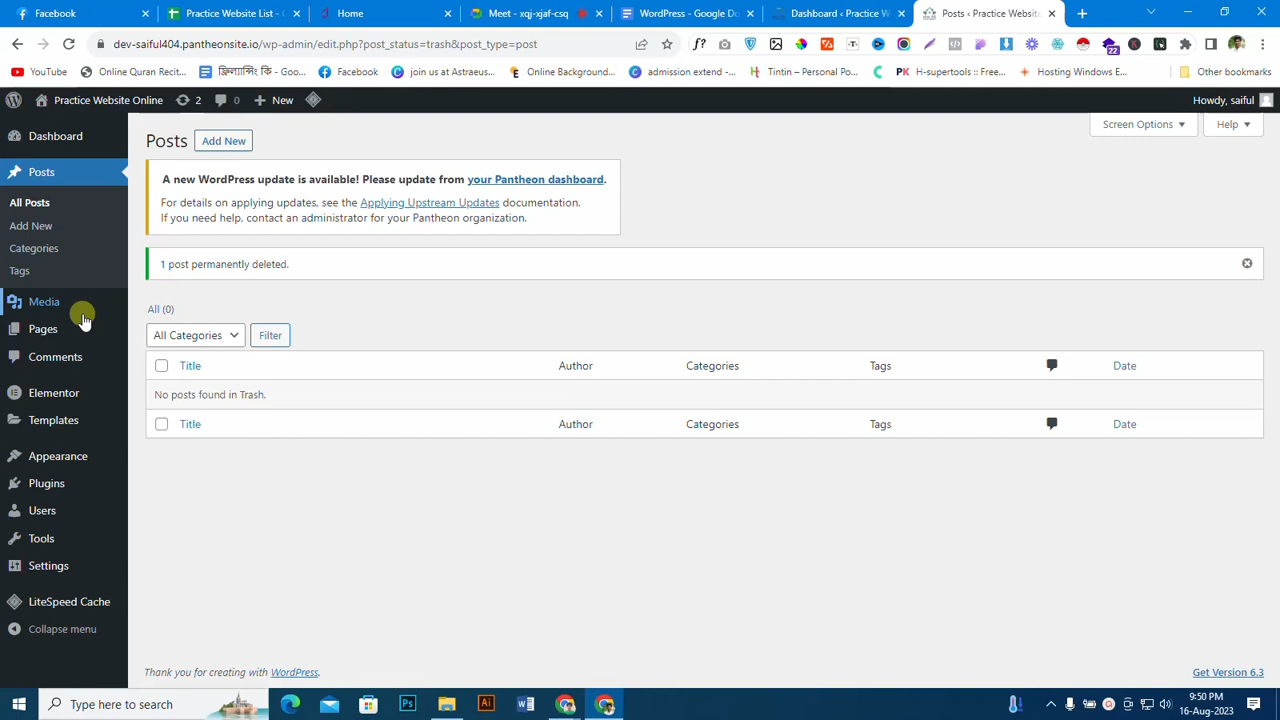 Facebook
Practice Website List -
Home
Meet - xqj-xjaf-csq
WordPress - Google Do
Dashboard ‹ Practice W
Posts ‹ Practice Website
dev-saiful404.pantheonsite.io/wp-admin/edit.php?post_status=trash&post_type=post
YouTube
Online Quran Recit...
ফ্রিল্যান্সিং কি - Goo...
Facebook
join us at Astraeus...
Online Background...
admission extend -...
Tintin – Personal Po...
H-supertools :: Free...
Hosting Windows E...
Other bookmarks
Practice Website Online
2
0
New
Howdy, saiful
Dashboard
Posts
All Posts
Add New
Categories
Tags
Media
Pages
Comments
Elementor
Templates
Appearance
Plugins
Users
Tools
Settings
LiteSpeed Cache
Collapse menu
Screen Options
Help
Posts
Add New
A new WordPress update is available! Please update from your Pantheon dashboard.
For details on applying updates, see the Applying Upstream Updates documentation.
If you need help, contact an administrator for your Pantheon organization.
1 post permanently deleted.
All (0)
All Categories
Filter
Title Author Categories Tags Date
No posts found in Trash.
Title Author Categories Tags Date
Thank you for creating with WordPress.
Get Version 6.3
Type here to search
9:50 PM
16-Aug-2023